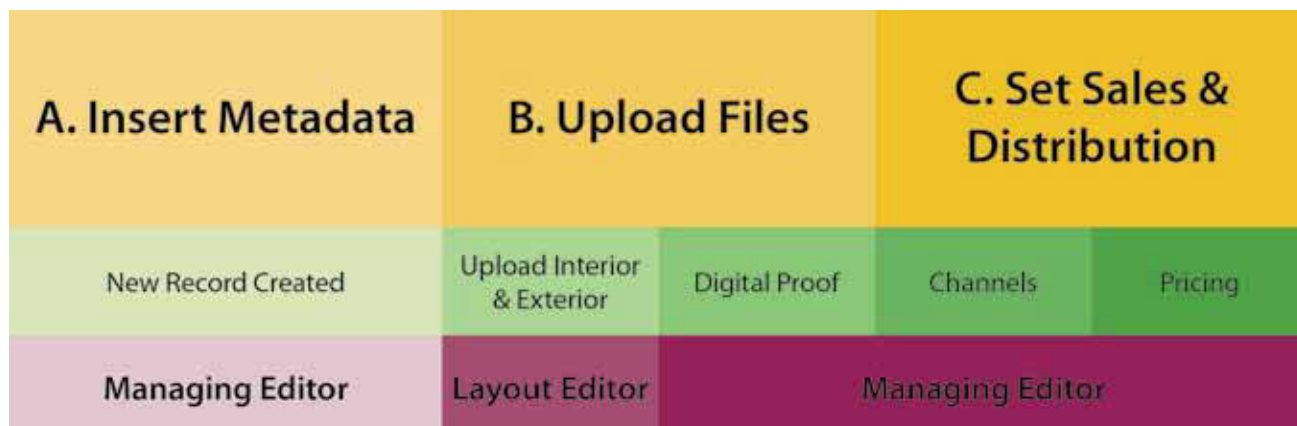 A. Insert Metadata
B. Upload Files
C. Set Sales &
Distribution
New Record Created
Upload Interior
& Exterior
Digital Proof
Channels
Pricing
Managing Editor
Layout Editor
Managing Editor